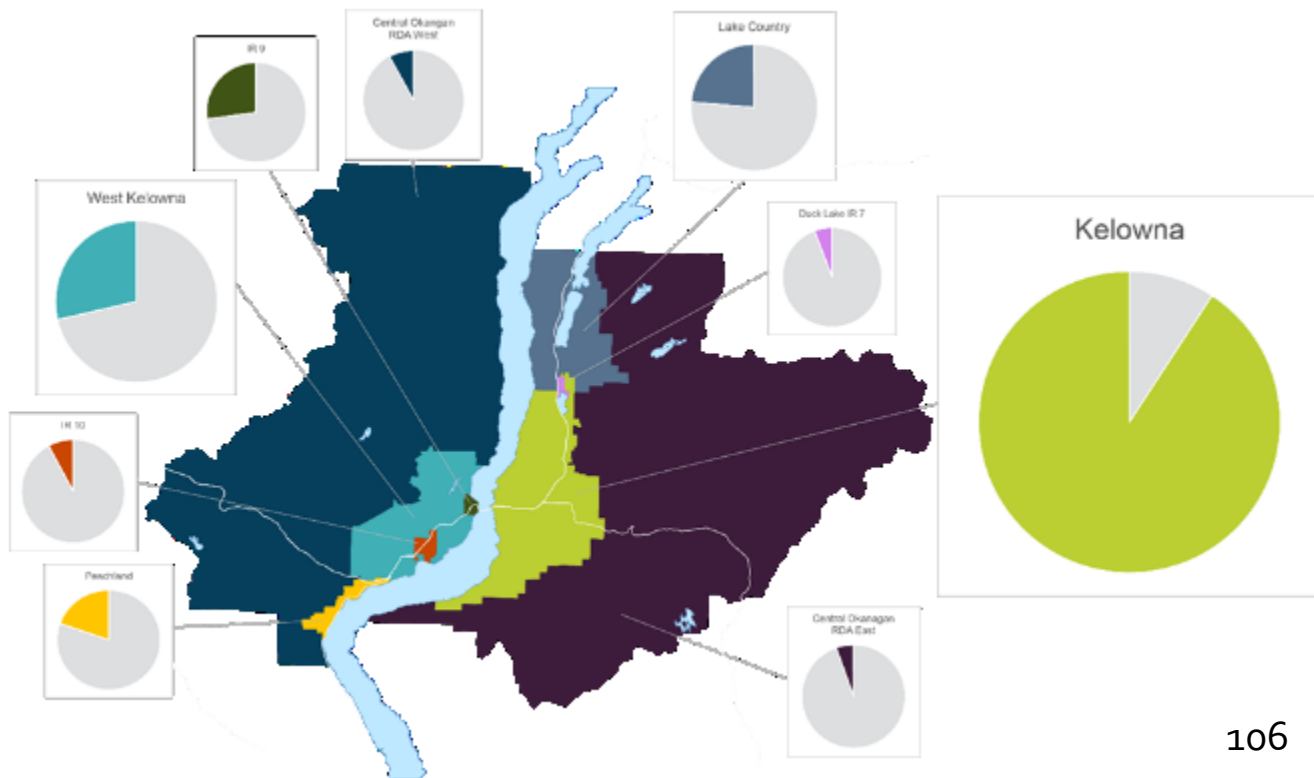 Central Okangan
RDA West
IR 9
Lake Country
West Kelowna
Duck Lake IR 7
Kelowna
IR 10
Peachland
Central Okanagan
RDA East
106